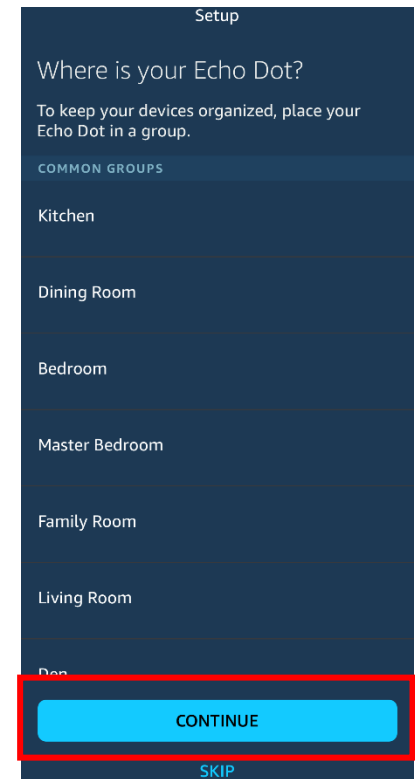 Setup
Where is your Echo Dot?
To keep your devices organized, place your
Echo Dot in a group.
COMMON GROUPS
Kitchen
Dining Room
Bedroom
Master Bedroom
Family Room
Living Room
Den
CONTINUE
SKIP